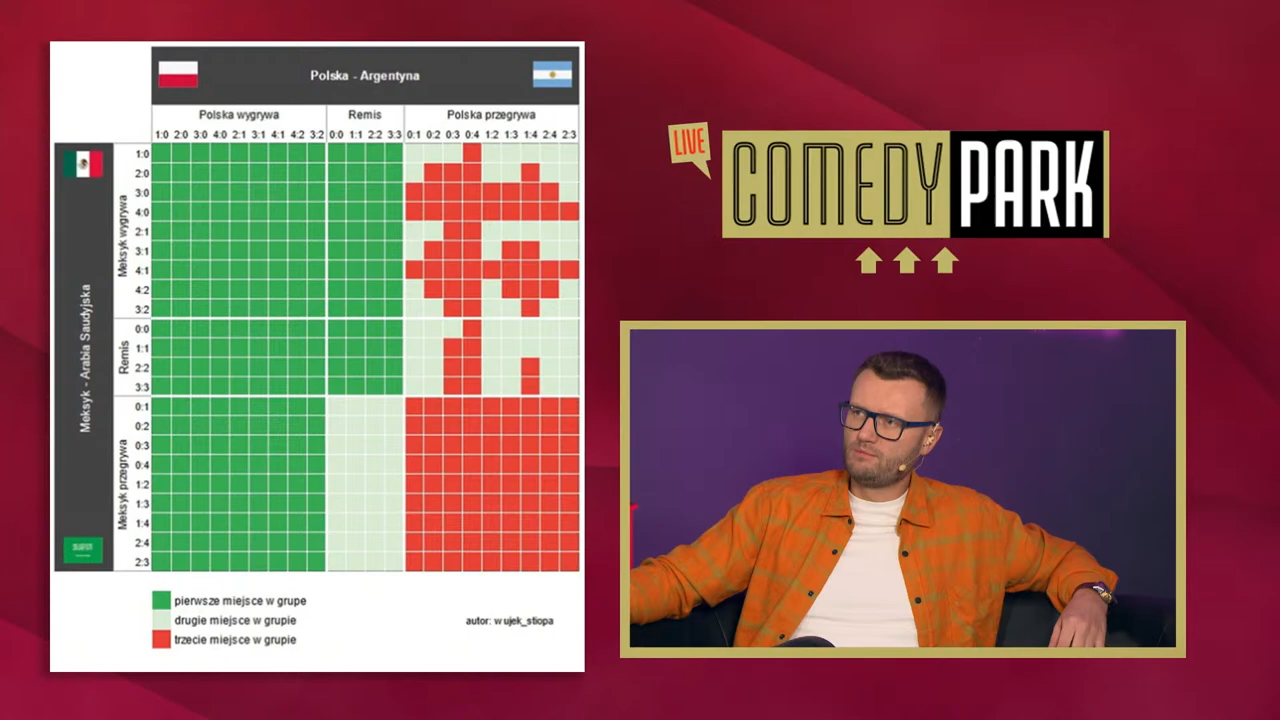 Polska - Argentyna
Polska wygrywa Remis Polska przegrywa
1:0 2:0 3:0 4:0 2:1 3:1 4:1 4:2 3:2 0:0 1:1 2:2 3:3 0:1 0:2 0:3 0:4 1:2 1:3 1:4 2:4 2:3
Meksyk - Arabia Saudyjska
Meksyk wygrywa
1:0
2:0
3:0
4:0
2:1
3:1
4:1
4:2
3:2
Remis
0:0
1:1
2:2
3:3
Meksyk przegrywa
0:1
0:2
0:3
0:4
1:2
1:3
1:4
2:4
2:3
pierwsze miejsce w grupe
drugie miejsce w grupie
trzecie miejsce w grupie
autor: wujek_stiopa
LIVE
COMEDY PARK